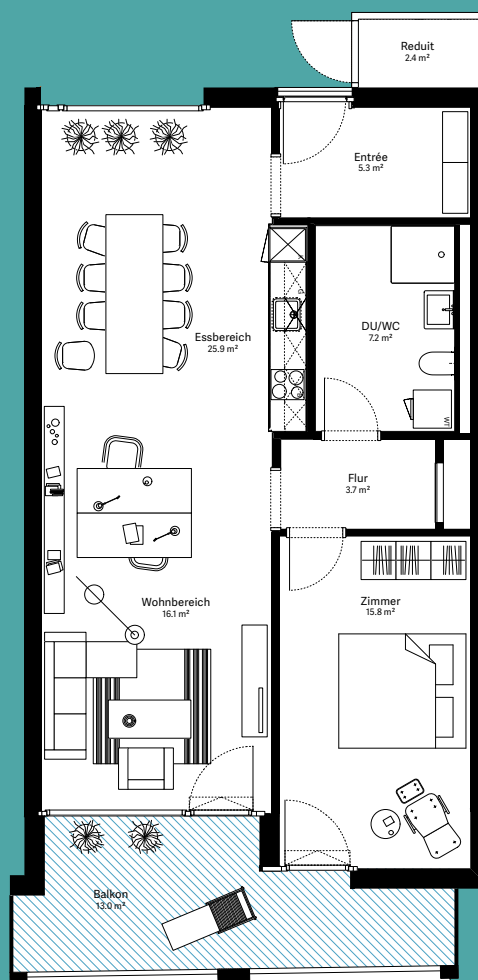 Reduit
2.4 m²
Entrée
5.3 m²
DU/WC
7.2 m²
Essbereich
25.9 m²
WT
Flur
3.7 m²
Wohnbereich
16.1 m²
Zimmer
15.8 m²
Balkon
13.0 m²